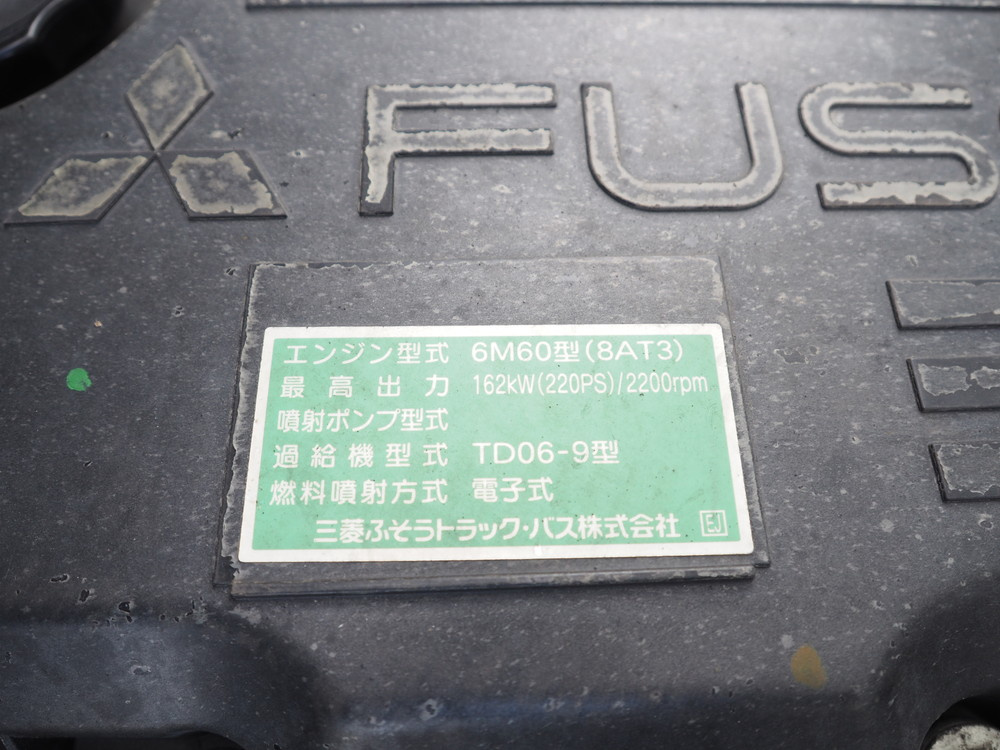 FUS
エンジン型式 6M60型(8AT3)
最高出力 162kW(220PS)/2200rpm
噴射ポンプ型式
過給機型式 TD06-9型
燃料噴射方式 電子式
三菱ふそうトラック・バス株式会社 EJ